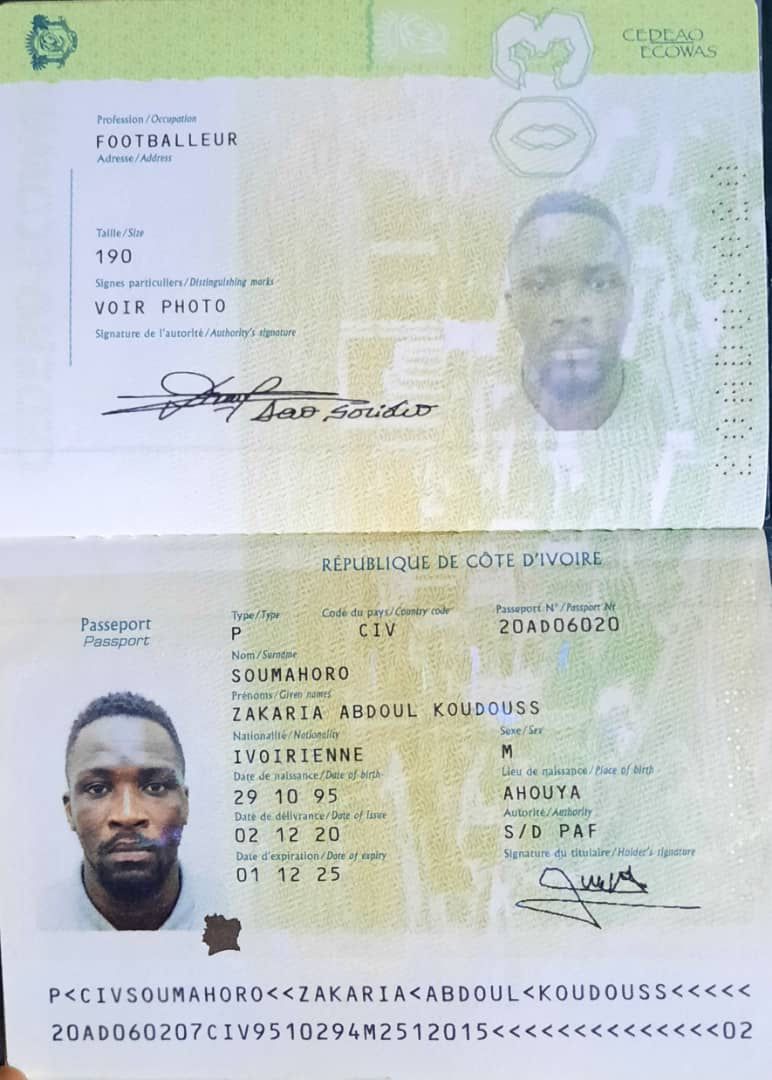 CEDEAO
ECOWAS
Profession / Occupation
FOOTBALLEUR
Adresse / Address
Taille / Size
190
Signes particuliers / Distinguishing marks
VOIR PHOTO
Signature de l'autorité / Authority's signature
RÉPUBLIQUE DE CÔTE D'IVOIRE
Passeport
Passport
Type / Type
P
Code du pays / Country code
CIV
Passeport N° / Passport Nr
20AD06020
Nom / Surname
SOUMAHORO
Prénoms / Given names
ZAKARIA ABDOUL KOUDOUSS
Nationalité / Nationality
IVOIRIENNE
Sexe / Sex
M
Date de naissance / Date of birth
29 10 95
Lieu de naissance / Place of birth
AHOUYA
Date de délivrance / Date of Issue
02 12 20
Autorité / Authority
S/D PAF
Date d'expiration / Date of expiry
01 12 25
Signature du titulaire / Holder's signature
P<CIVSOUMAHORO<<ZAKARIA<ABDOUL<KOUDOUSS<<<<<
20AD060207CIV9510294M2512015<<<<<<<<<<<<<<02